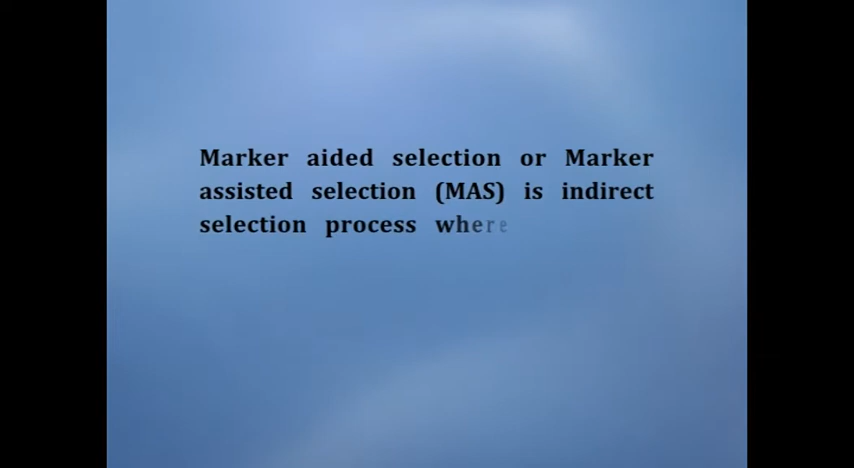 Marker aided selection or Marker
assisted selection (MAS) is indirect
selection process where